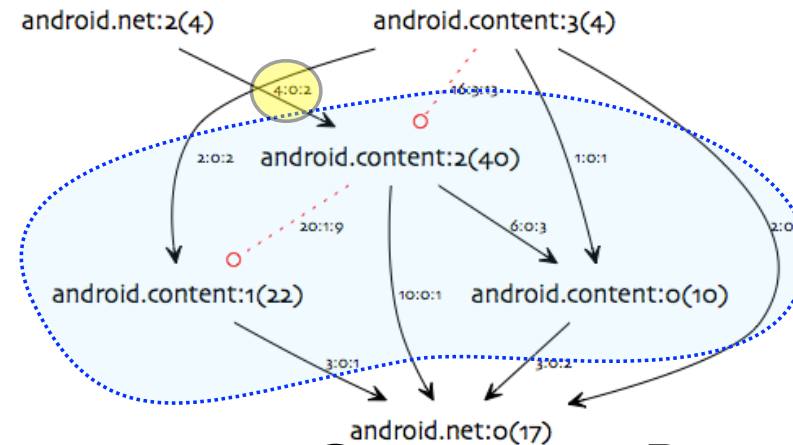 android.net:2(4) android.content:3(4)
4:0:2 16:3:13
2:0:2 android.content:2(40) 1:0:1
20:1:9 6:0:3 2:0
android.content:1(22) 10:0:1 android.content:0(10)
3:0:1 3:0:2
android.net:0(17)